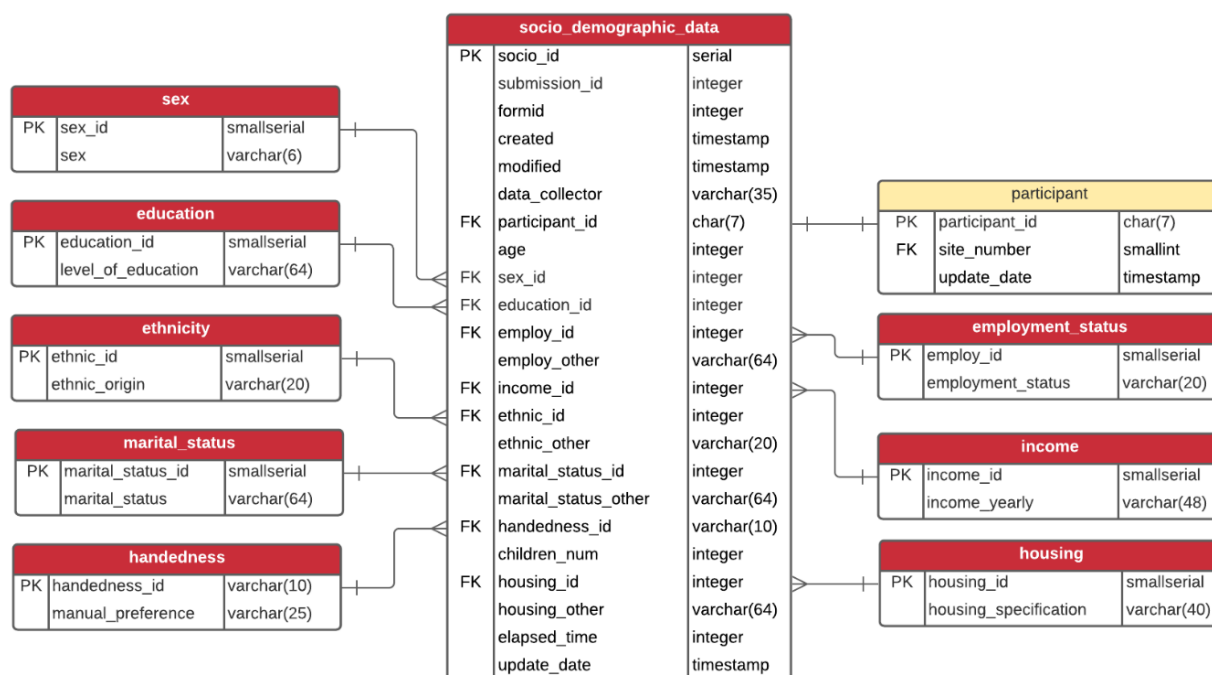 socio_demographic_data
PK socio_id serial
submission_id integer
formid integer
created timestamp
modified timestamp
data_collector varchar(35)
FK participant_id char(7)
age integer
FK sex_id integer
FK education_id integer
FK employ_id integer
employ_other varchar(64)
FK income_id integer
FK ethnic_id integer
ethnic_other varchar(20)
FK marital_status_id integer
marital_status_other varchar(64)
FK handedness_id varchar(10)
children_num integer
FK housing_id integer
housing_other varchar(64)
elapsed_time integer
update_date timestamp
sex
PK sex_id smallserial
sex varchar(6)
education
PK education_id smallserial
level_of_education varchar(64)
ethnicity
PK ethnic_id smallserial
ethnic_origin varchar(20)
marital_status
PK marital_status_id smallserial
marital_status varchar(64)
handedness
PK handedness_id varchar(10)
manual_preference varchar(25)
participant
PK participant_id char(7)
FK site_number smallint
update_date timestamp
employment_status
PK employ_id smallserial
employment_status varchar(20)
income
PK income_id smallserial
income_yearly varchar(48)
housing
PK housing_id smallserial
housing_specification varchar(40)